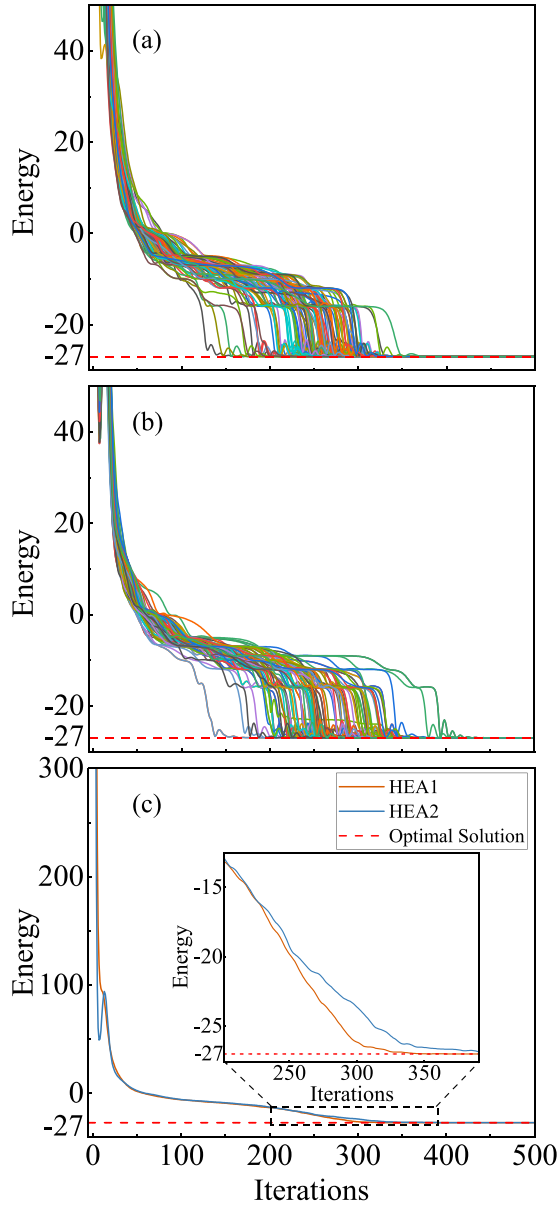 (a)
40
20
0
-20
-27
Energy
(b)
40
20
0
-20
-27
Energy
(c)
300
200
100
0
-27
Energy
HEA1
HEA2
Optimal Solution
-15
-20
-25
-27
Energy
250 300 350
Iterations
0 100 200 300 400 500
Iterations